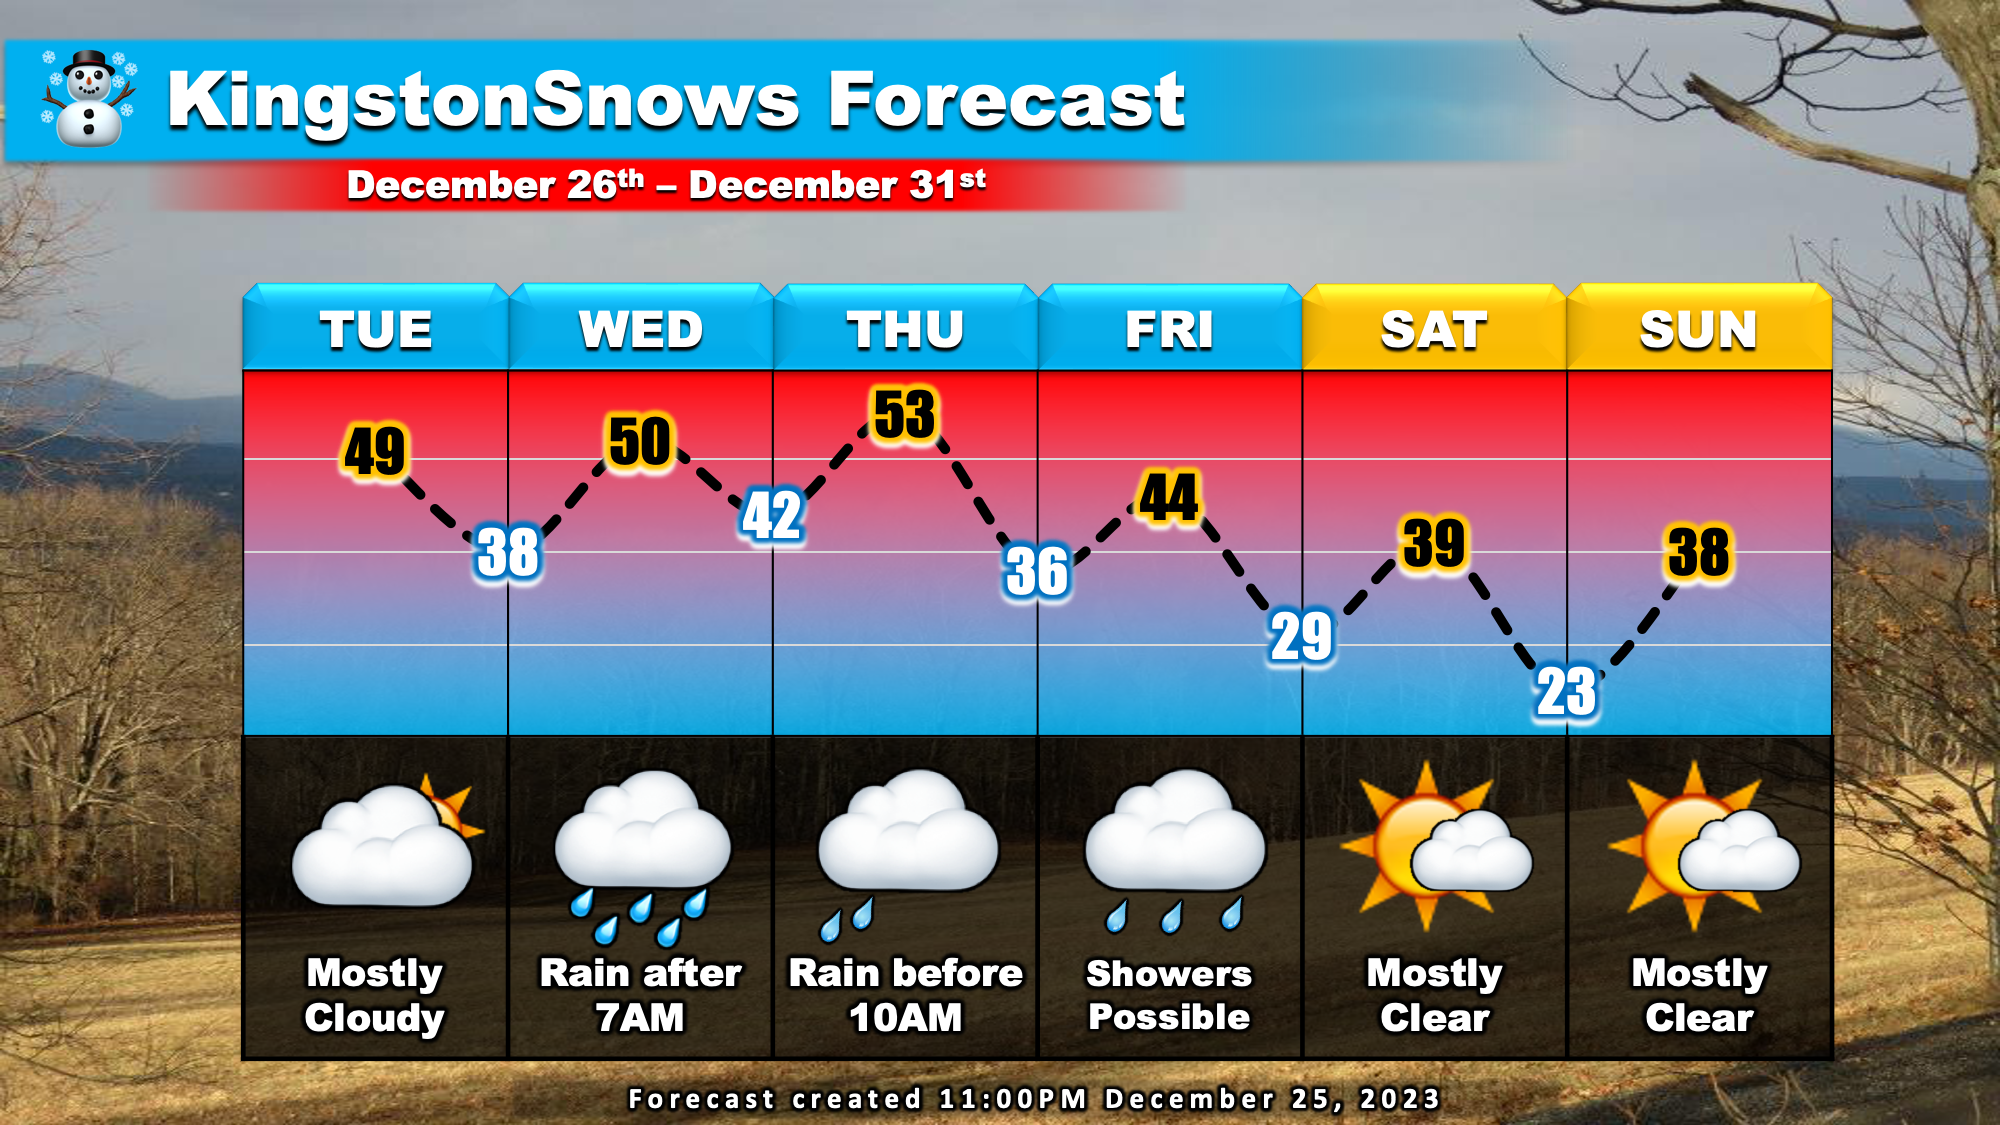 KingstonSnows Forecast
December 26th – December 31st
TUE WED THU FRI SAT SUN
49 50 53 44 39 38
38 42 36 29 23
Mostly Cloudy
Rain after 7AM
Rain before 10AM
Showers Possible
Mostly Clear
Mostly Clear
Forecast created 11:00PM December 25, 2023